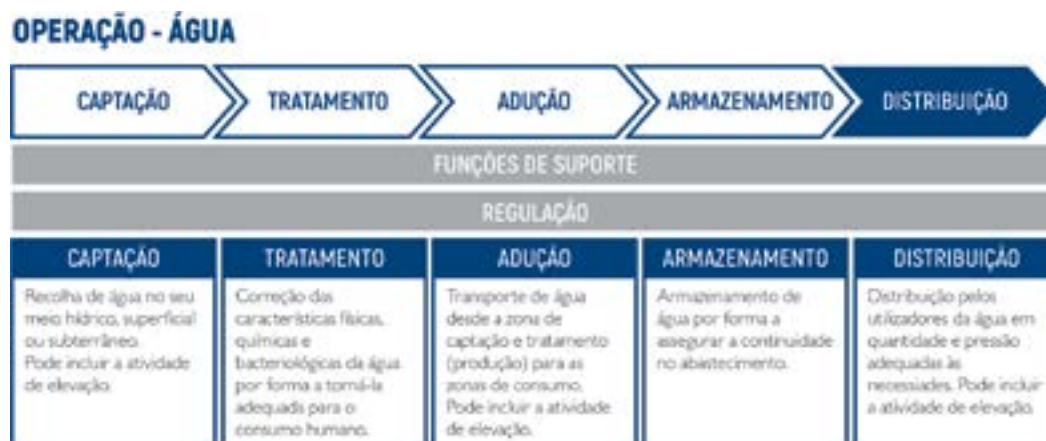 OPERAÇÃO - ÁGUA
CAPTAÇÃO
TRATAMENTO
ADUÇÃO
ARMAZENAMENTO
DISTRIBUIÇÃO
FUNÇÕES DE SUPORTE
REGULAÇÃO
CAPTAÇÃO
Recolha de água no seu
meio hídrico, superficial
ou subterrâneo.
Pode incluir a atividade
de elevação.
TRATAMENTO
Correção das
características físicas,
químicas e
bacteriológicas da água
por forma a torná-la
adequada para o
consumo humano.
ADUÇÃO
Transporte de água
desde a zona de
captação e tratamento
(produção) para as
zonas de consumo.
Pode incluir a atividade
de elevação.
ARMAZENAMENTO
Armazenamento de
água por forma a
assegurar a continuidade
no abastecimento.
DISTRIBUIÇÃO
Distribuição pelos
utilizadores da água em
quantidade e pressão
adequadas às
necessiades. Pode incluir
a atividade de elevação.